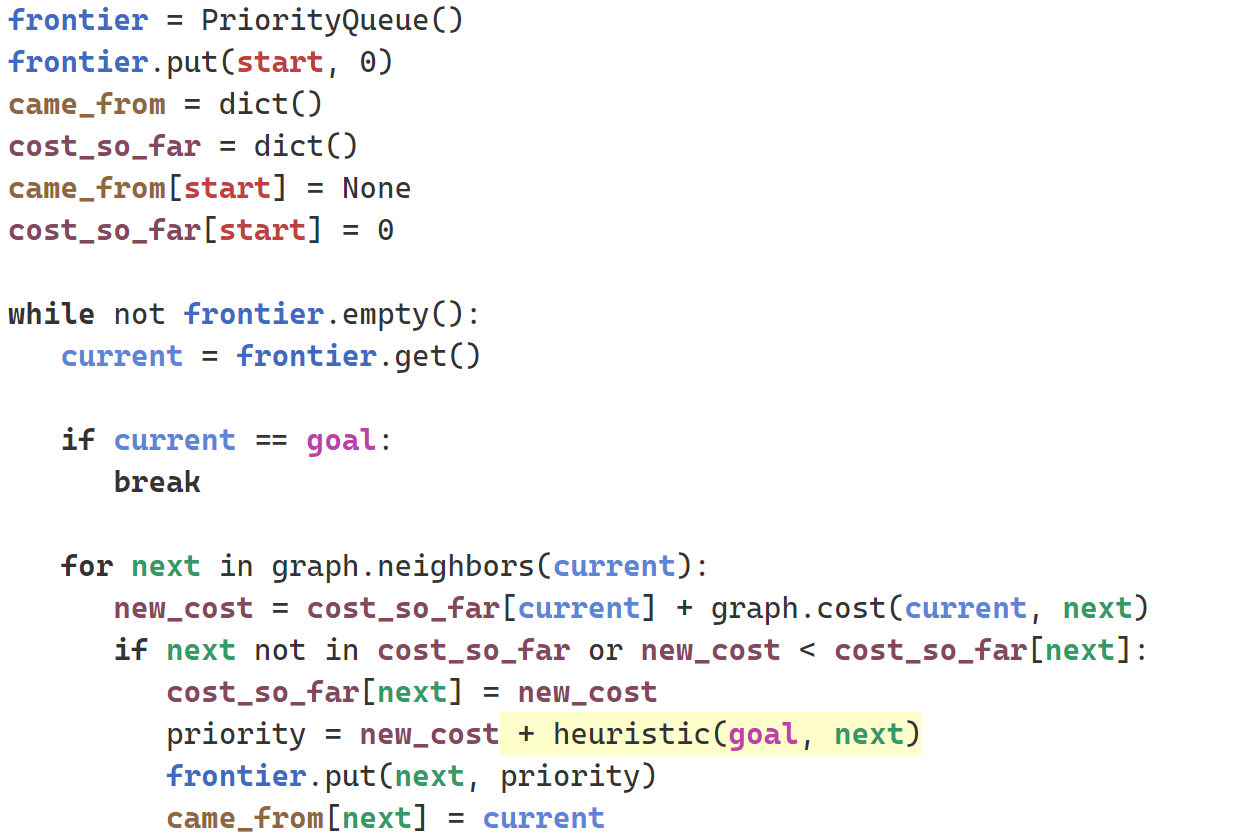 frontier = PriorityQueue()
frontier.put(start, 0)
came_from = dict()
cost_so_far = dict()
came_from[start] = None
cost_so_far[start] = 0

while not frontier.empty():
   current = frontier.get()

   if current == goal:
      break

   for next in graph.neighbors(current):
      new_cost = cost_so_far[current] + graph.cost(current, next)
      if next not in cost_so_far or new_cost < cost_so_far[next]:
         cost_so_far[next] = new_cost
         priority = new_cost + heuristic(goal, next)
         frontier.put(next, priority)
         came_from[next] = current